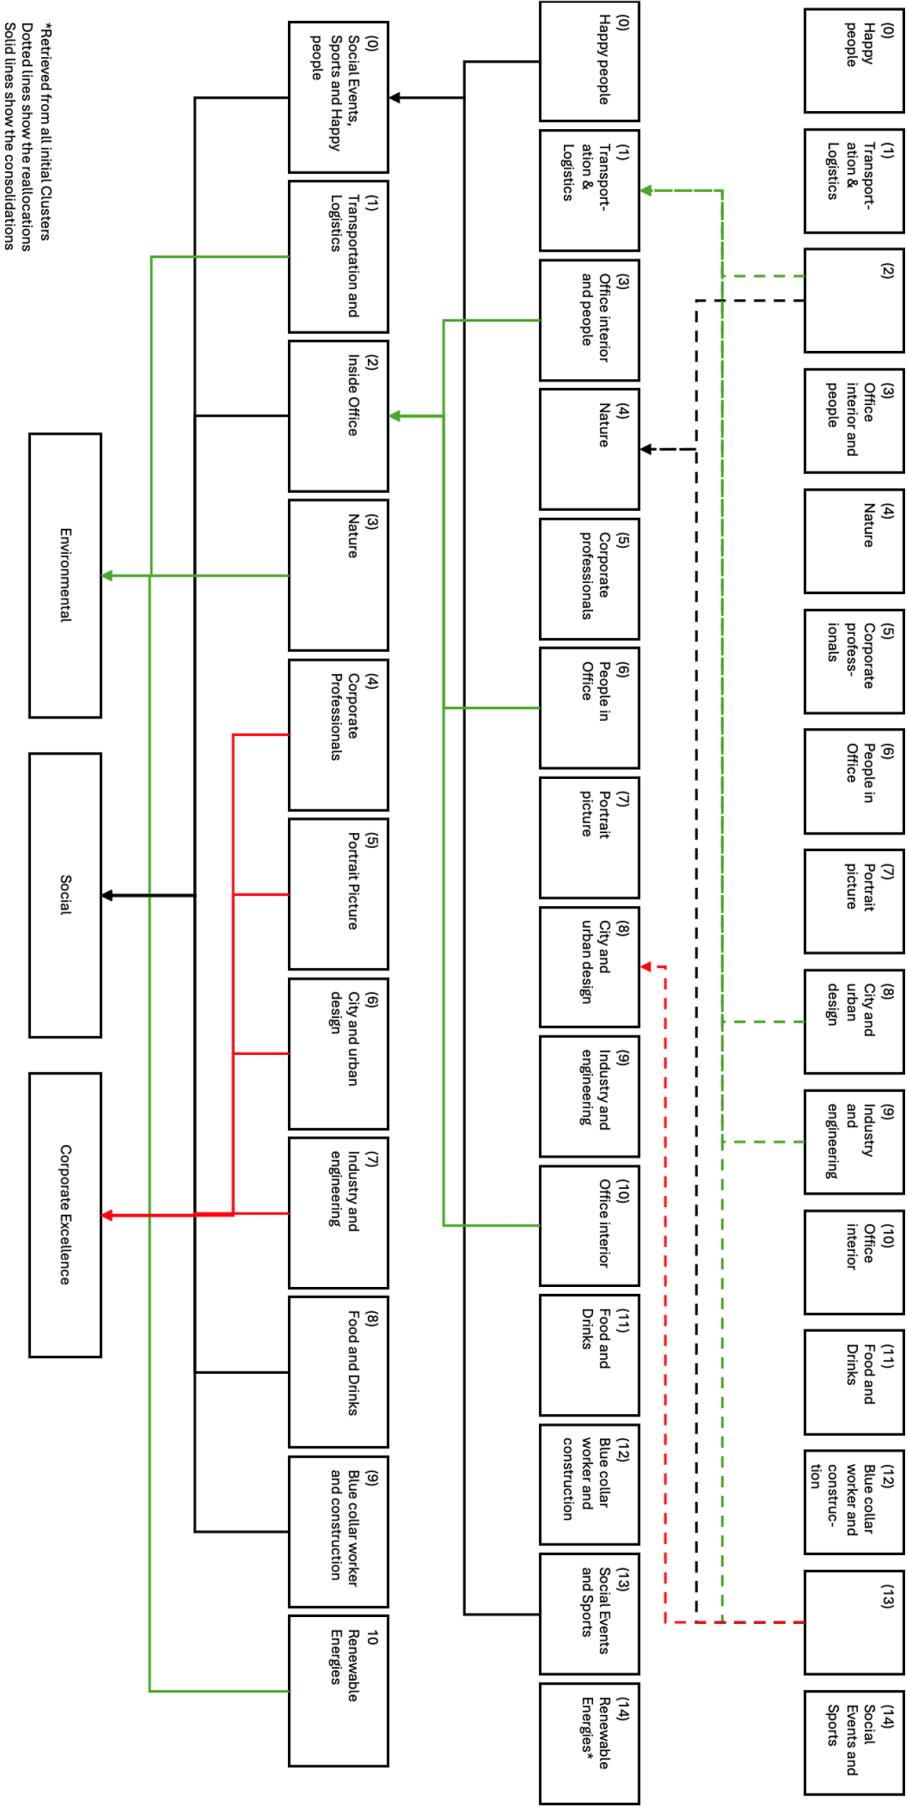 (0)
Happy
people
(1)
Transport-
ation &
Logistics
(2)
(3)
Office
interior and
people
(4)
Nature
(5)
Corporate
profess-
ionals
(6)
People in
Office
(7)
Portrait
picture
(8)
City and
urban
design
(9)
Industry
and
engineering
(10)
Office
interior
(11)
Food and
Drinks
(12)
Blue collar
worker and
construc-
tion
(13)
(14)
Social
Events and
Sports
(0)
Happy people
(1)
Transport-
ation &
Logistics
(3)
Office interior
and people
(4)
Nature
(5)
Corporate
professionals
(6)
People in
Office
(7)
Portrait
picture
(8)
City and
urban design
(9)
Industry and
engineering
(10)
Office interior
(11)
Food and
Drinks
(12)
Blue collar
worker and
construction
(13)
Social Events
and Sports
(14)
Renewable
Energies*
(0)
Social Events,
Sports and Happy
people
(1)
Transportation and
Logistics
(2)
Inside Office
(3)
Nature
(4)
Corporate
Professionals
(5)
Portrait Picture
(6)
City and urban
design
(7)
Industry and
engineering
(8)
Food and Drinks
(9)
Blue collar worker
and construction
10
Renewable
Energies
Environmental
Social
Corporate Excellence
*Retrieved from all initial Clusters
Dotted lines show the reallocations
Solid lines show the consolidations